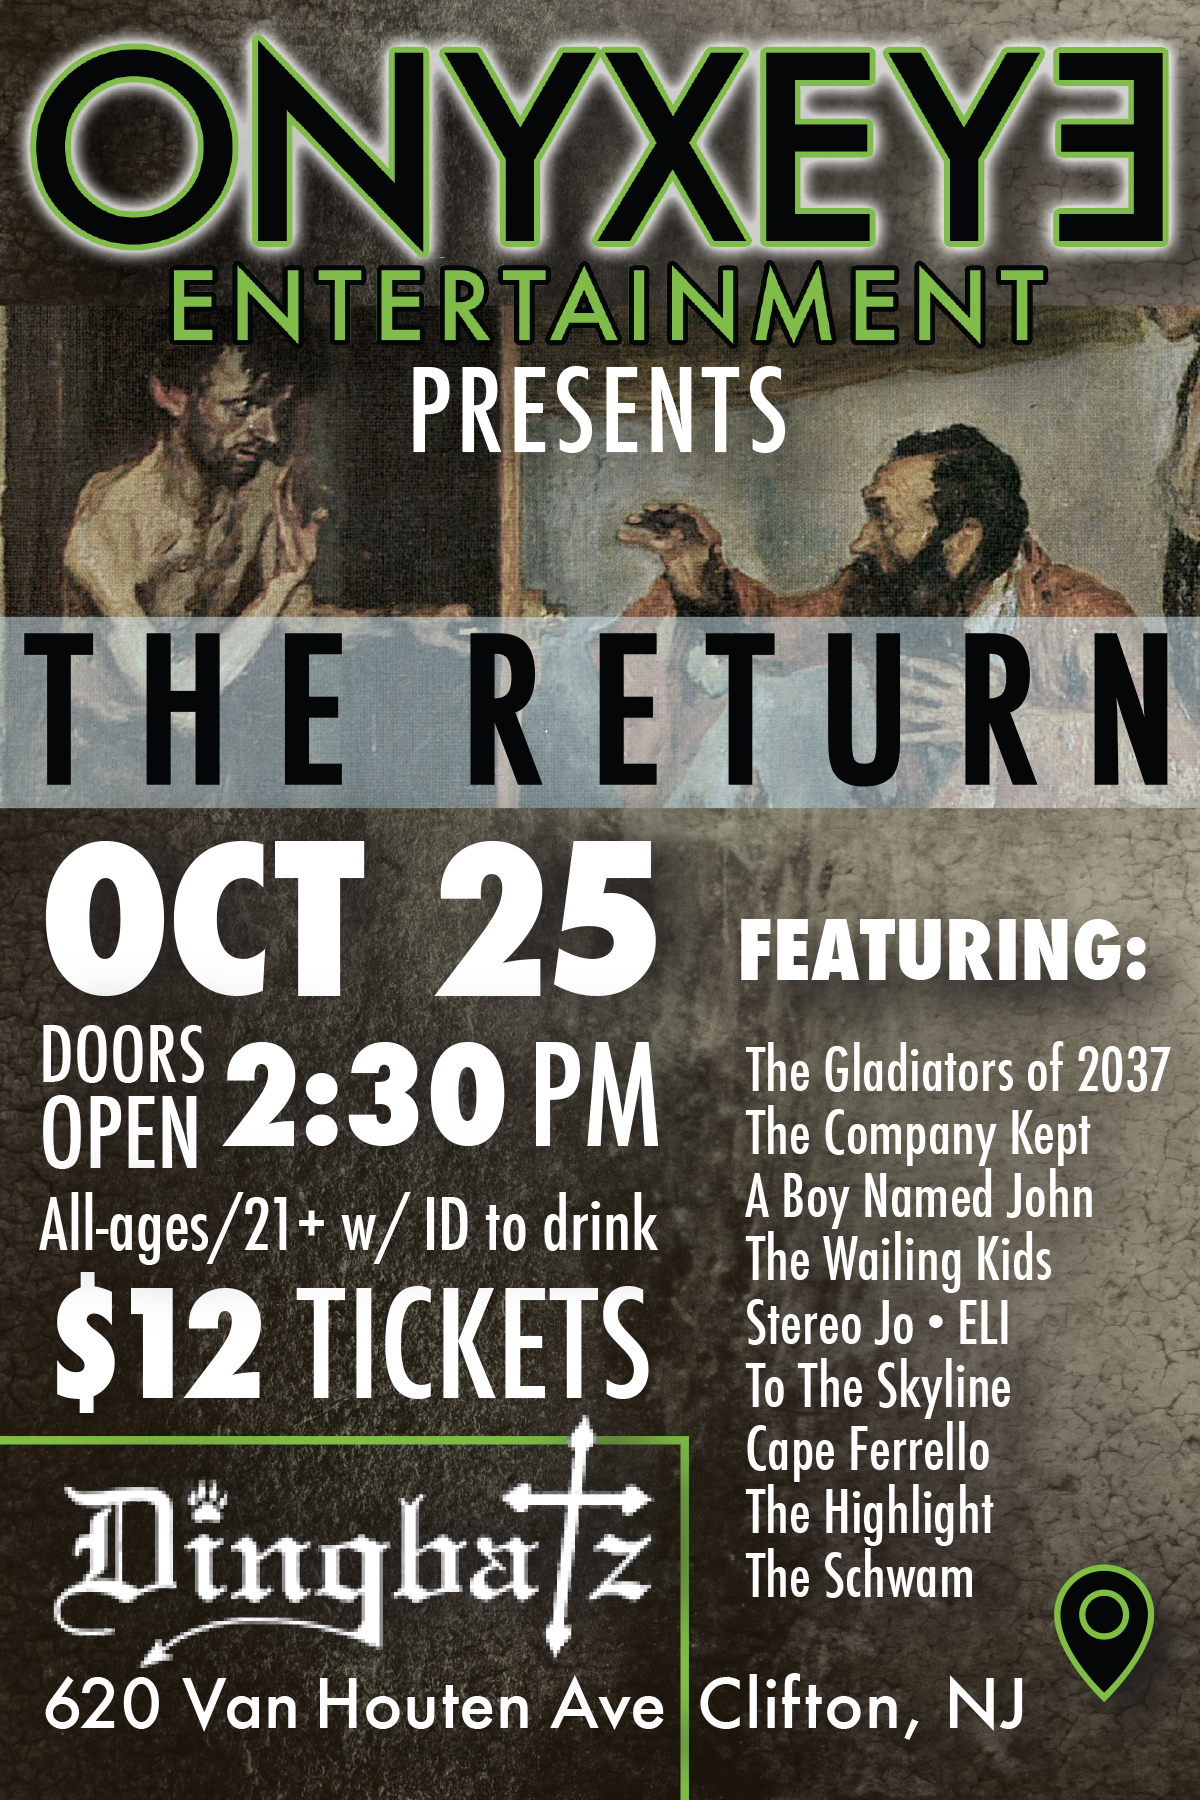 ONYXEYE
ENTERTAINMENT
PRESENTS
THE RETURN
OCT 25
DOORS OPEN 2:30 PM
All-ages/21+ w/ ID to drink
$12 TICKETS
FEATURING:
The Gladiators of 2037
The Company Kept
A Boy Named John
The Wailing Kids
Stereo Jo • ELI
To The Skyline
Cape Ferrello
The Highlight
The Schwam
Dingbatz
620 Van Houten Ave Clifton, NJ